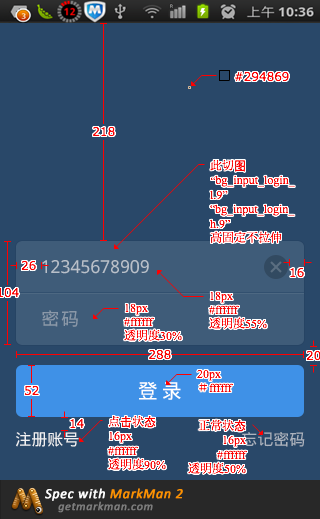 3
12
上午 10:36
#294869
218
此切图
"bg_input_login_
l.9"
"bg_input_login_
h.9"
高固定不拉伸
26
12345678909
16
104
密码
18px
#ffffff
透明度30%
18px
#ffffff
透明度55%
288
20
52
登 录
20px
#ffffff
14
注册账号
点击状态
16px
#ffffff
透明度90%
正常状态
16px
#ffffff
透明度50%
忘记密码
Spec with MarkMan 2
getmarkman.com